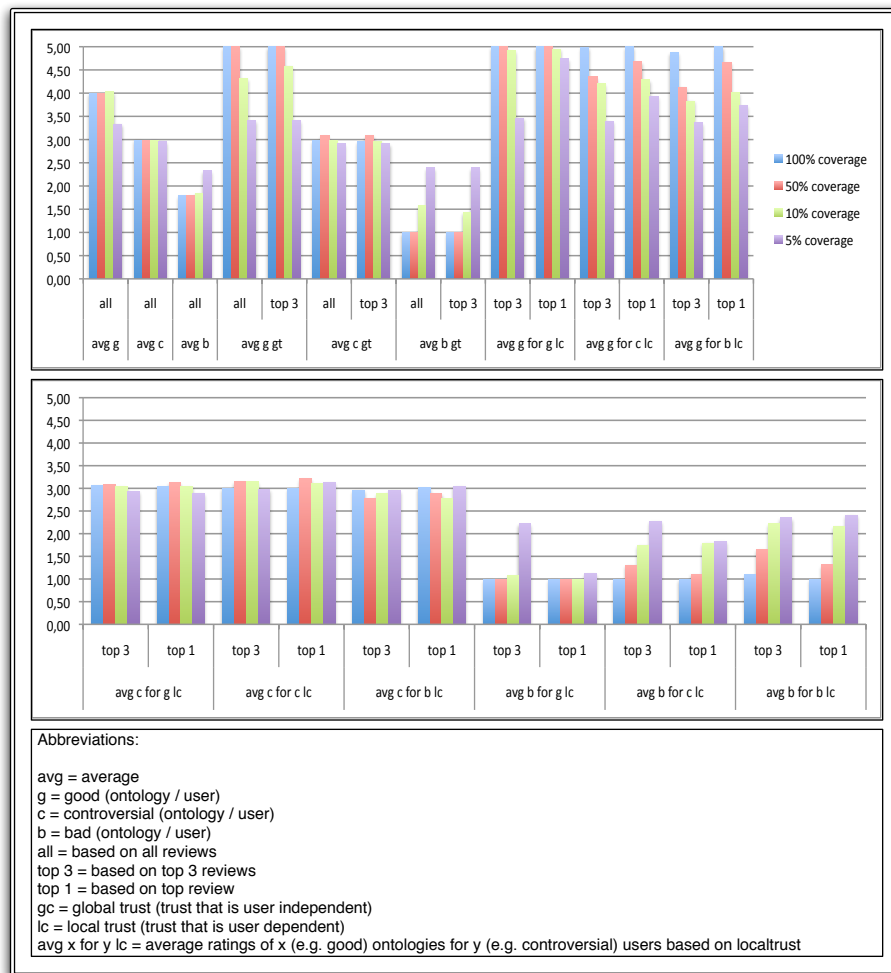 5,00
4,50
4,00
3,50
3,00
2,50
2,00
1,50
1,00
0,50
0,00
all all all all top 3 all top 3 all top 3 top 3 top 1 top 3 top 1 top 3 top 1
avg g avg c avg b avg g gt avg c gt avg b gt avg g for g lc avg g for c lc avg g for b lc
100% coverage
50% coverage
10% coverage
5% coverage
5,00
4,50
4,00
3,50
3,00
2,50
2,00
1,50
1,00
0,50
0,00
top 3 top 1 top 3 top 1 top 3 top 1 top 3 top 1 top 3 top 1 top 3 top 1
avg c for g lc avg c for c lc avg c for b lc avg b for g lc avg b for c lc avg b for b lc
Abbreviations:
avg = average
g = good (ontology / user)
c = controversial (ontology / user)
b = bad (ontology / user)
all = based on all reviews
top 3 = based on top 3 reviews
top 1 = based on top review
gc = global trust (trust that is user independent)
lc = local trust (trust that is user dependent)
avg x for y lc = average ratings of x (e.g. good) ontologies for y (e.g. controversial) users based on localtrust